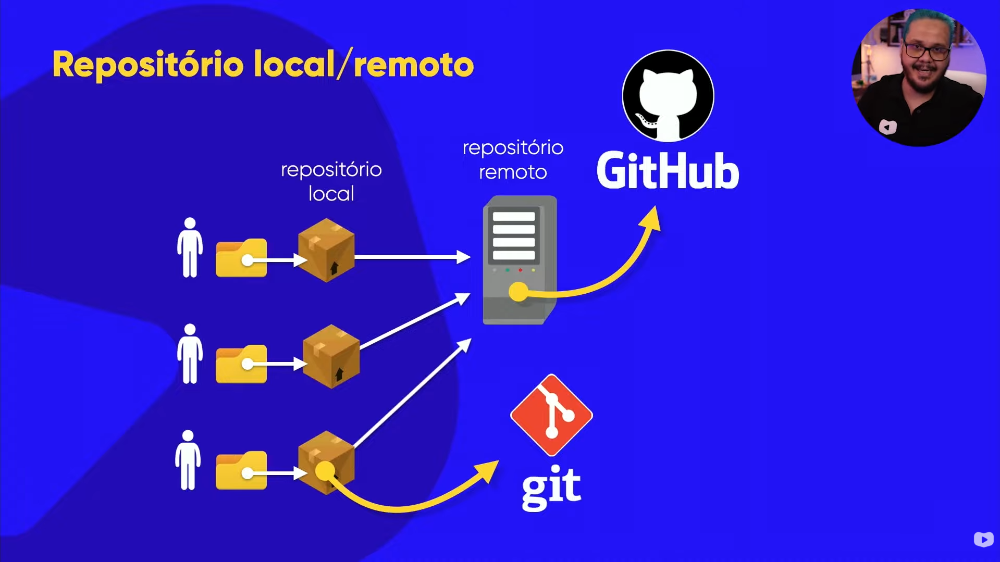 Repositório local/remoto
repositório
local
repositório
remoto
GitHub
git